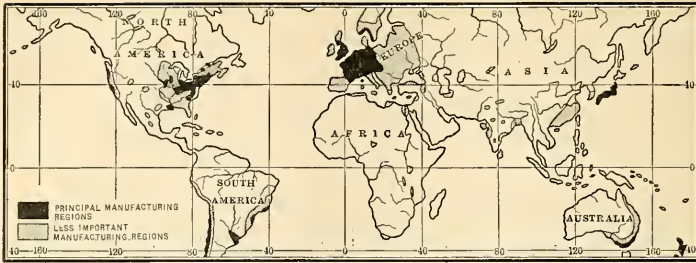 160 120 80 40 0 40 80 120 160
NORTH
AMERICA
EUROPE
ASIA
40 40
AFRICA
0 0
SOUTH
AMERICA
AUSTRALIA
PRINCIPAL MANUFACTURING
REGIONS
LESS IMPORTANT
MANUFACTURING REGIONS
40 160 120 80 40 0 40 80 120 160 40